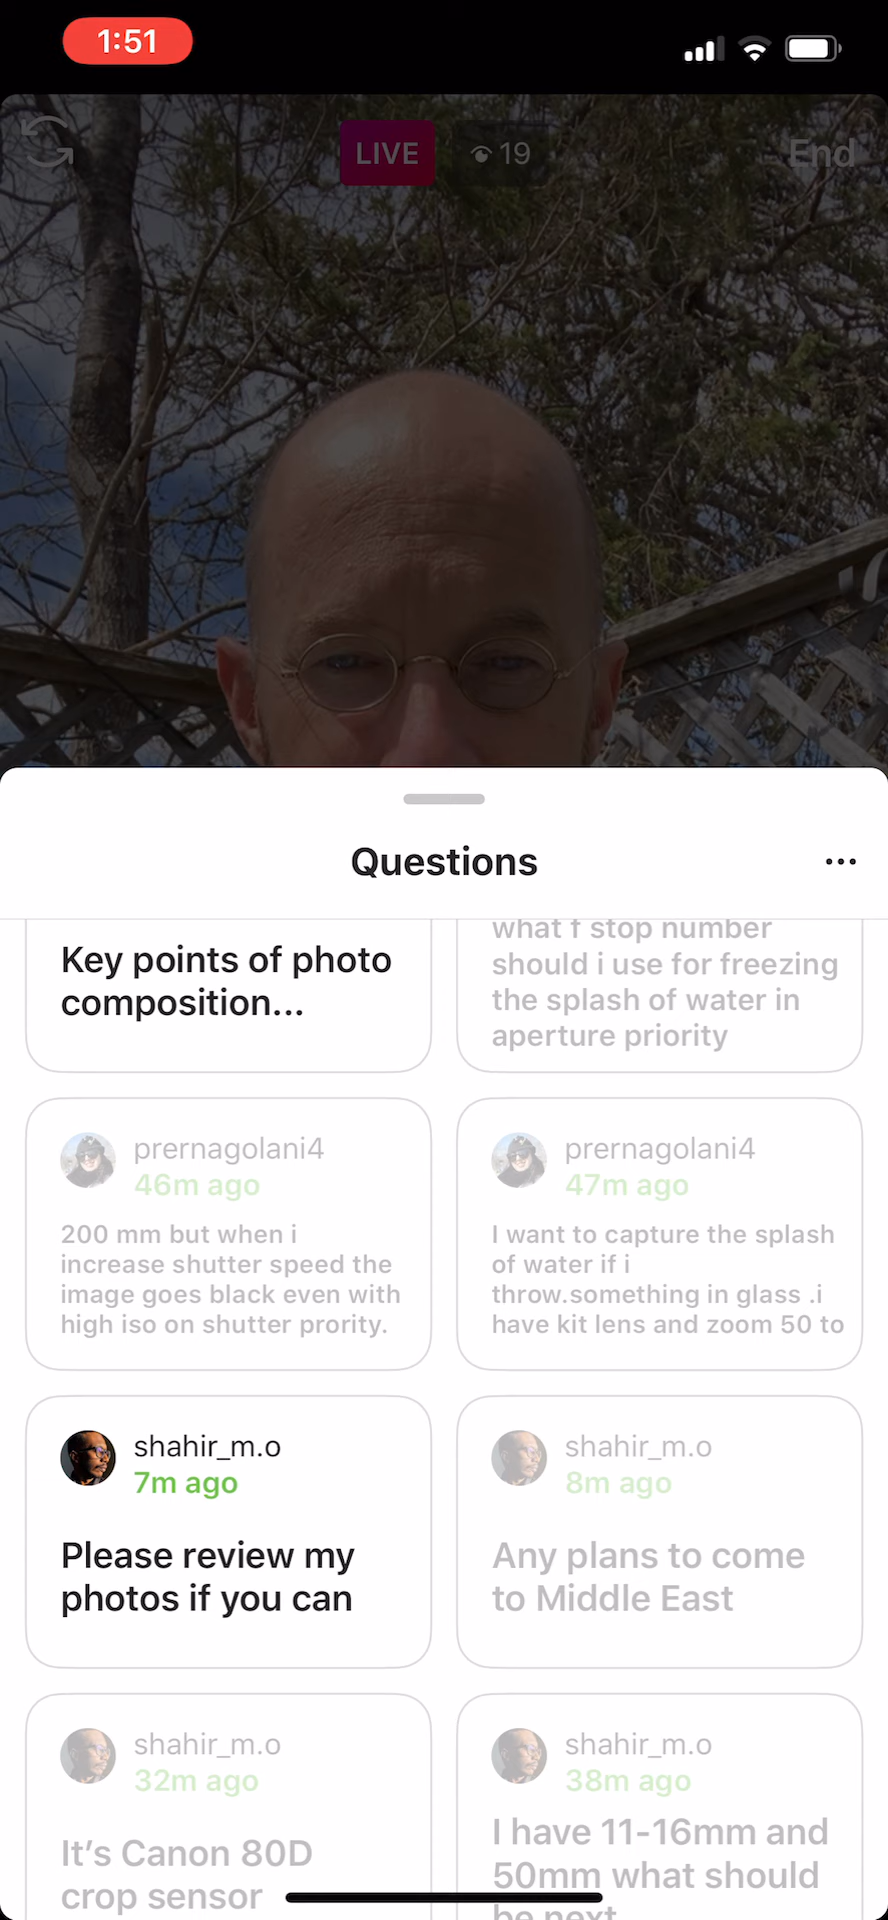 1:51
LIVE
19
End
Questions
Key points of photo
composition...
what f stop number
should i use for freezing
the splash of water in
aperture priority
prernagolani4
46m ago
200 mm but when i
increase shutter speed the
image goes black even with
high iso on shutter prority.
prernagolani4
47m ago
I want to capture the splash
of water if i
throw.something in glass .i
have kit lens and zoom 50 to
shahir_m.o
7m ago
Please review my
photos if you can
shahir_m.o
8m ago
Any plans to come
to Middle East
shahir_m.o
32m ago
It's Canon 80D
crop sensor
shahir_m.o
38m ago
I have 11-16mm and
50mm what should
be next